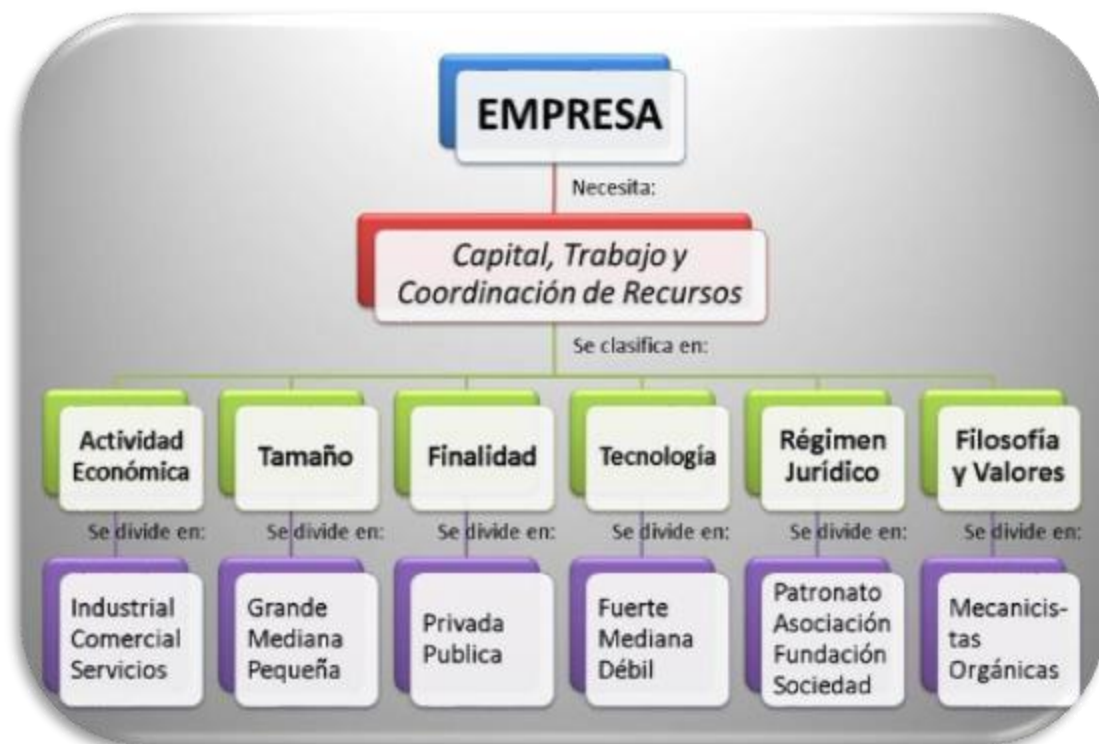 EMPRESA
Necesita:
Capital, Trabajo y
Coordinación de Recursos
Se clasifica en:
Actividad
Económica
Tamaño
Finalidad
Tecnología
Régimen
Jurídico
Filosofía
y Valores
Se divide en:
Se divide en:
Se divide en:
Se divide en:
Se divide en:
Se divide en:
Industrial
Comercial
Servicios
Grande
Mediana
Pequeña
Privada
Publica
Fuerte
Mediana
Débil
Patronato
Asociación
Fundación
Sociedad
Mecanicis-
tas
Orgánicas